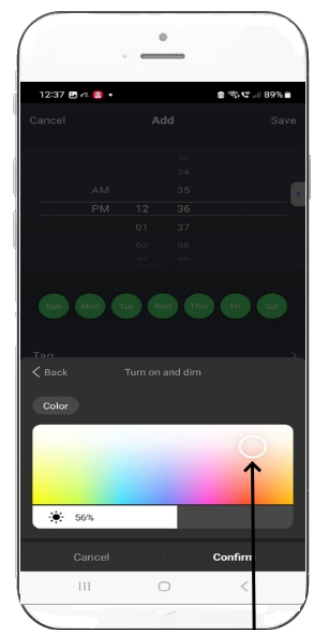 12:37 89%
Cancel Add Save
34
AM 35
PM 12 36
01 37
02 38
Sun Mon Tue Wed Thur Fri Sat
Tag
Back Turn on and dim
Color
56%
Cancel Confirm